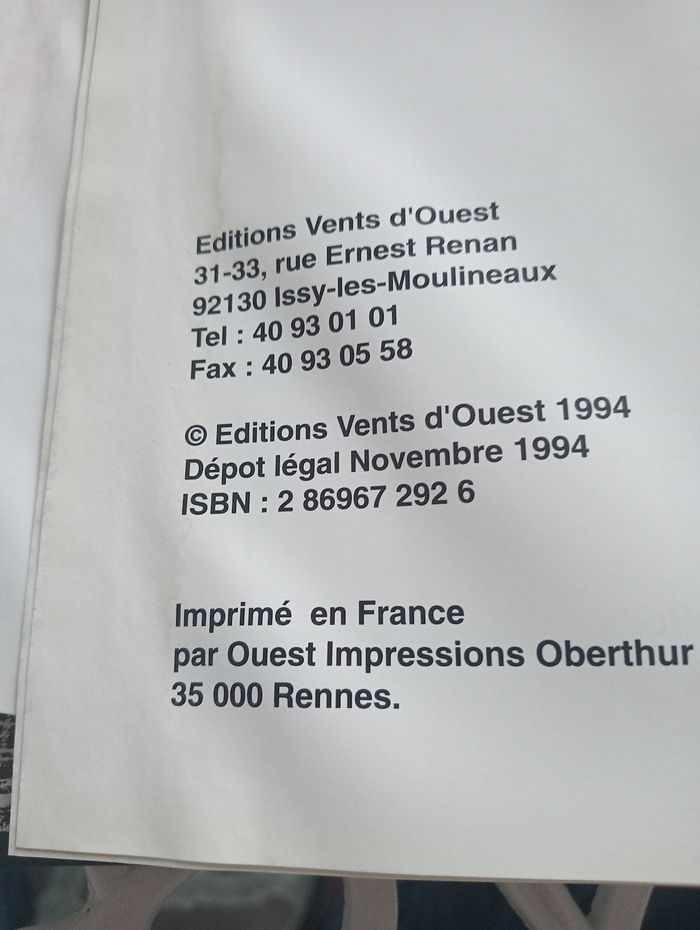 Editions Vents d'Ouest
31-33, rue Ernest Renan
92130 Issy-les-Moulineaux
Tel : 40 93 01 01
Fax : 40 93 05 58
© Editions Vents d'Ouest 1994
Dépot légal Novembre 1994
ISBN : 2 86967 292 6
Imprimé en France
par Ouest Impressions Oberthur
35 000 Rennes.